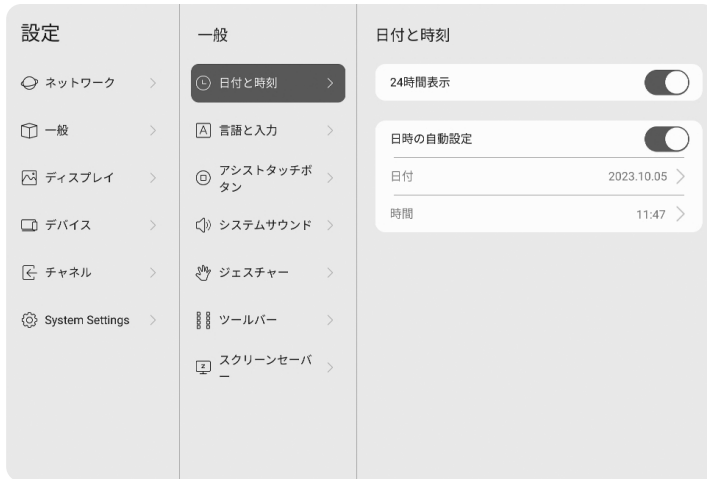 設定
ネットワーク
一般
ディスプレイ
デバイス
チャネル
System Settings
一般
日付と時刻
言語と入力
アシストタッチボ
タン
システムサウンド
ジェスチャー
ツールバー
スクリーンセーバ
ー
日付と時刻
24時間表示
日時の自動設定
日付 2023.10.05
時間 11:47